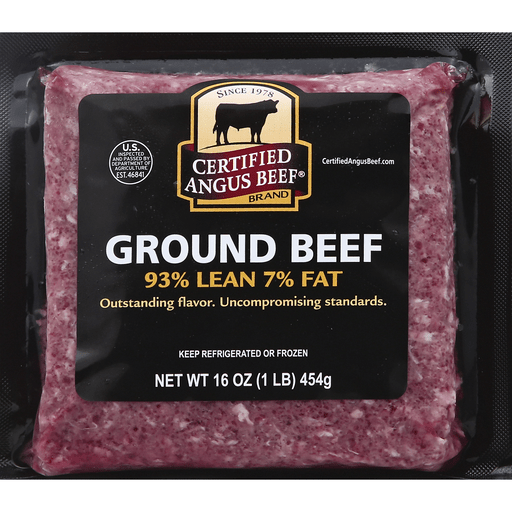 SINCE 1978
CERTIFIED
ANGUS BEEF®
BRAND
U.S.
INSPECTED
AND PASSED BY
DEPARTMENT OF
AGRICULTURE
EST. 46841
CertifiedAngusBeef.com
GROUND BEEF
93% LEAN 7% FAT
Outstanding flavor. Uncompromising standards.
KEEP REFRIGERATED OR FROZEN
NET WT 16 OZ (1 LB) 454g